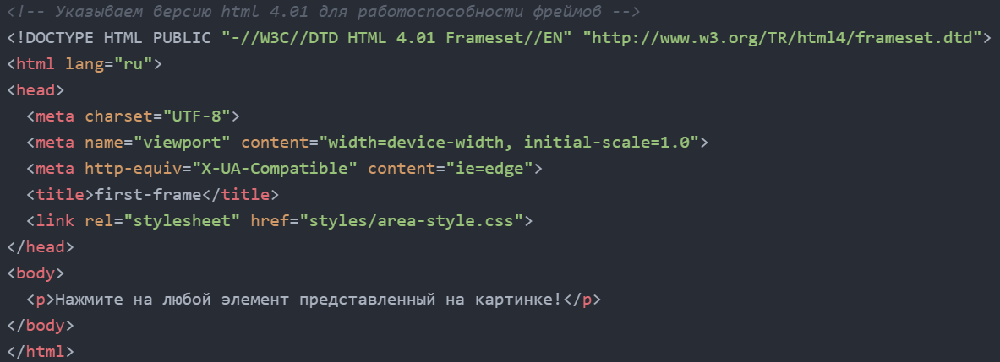 <!-- Указываем версию html 4.01 для работоспособности фреймов -->
<!DOCTYPE HTML PUBLIC "-//W3C//DTD HTML 4.01 Frameset//EN" "http://www.w3.org/TR/html4/frameset.dtd">
<html lang="ru">
<head>
  <meta charset="UTF-8">
  <meta name="viewport" content="width=device-width, initial-scale=1.0">
  <meta http-equiv="X-UA-Compatible" content="ie=edge">
  <title>first-frame</title>
  <link rel="stylesheet" href="styles/area-style.css">
</head>
<body>
  <p>Нажмите на любой элемент представленный на картинке!</p>
</body>
</html>